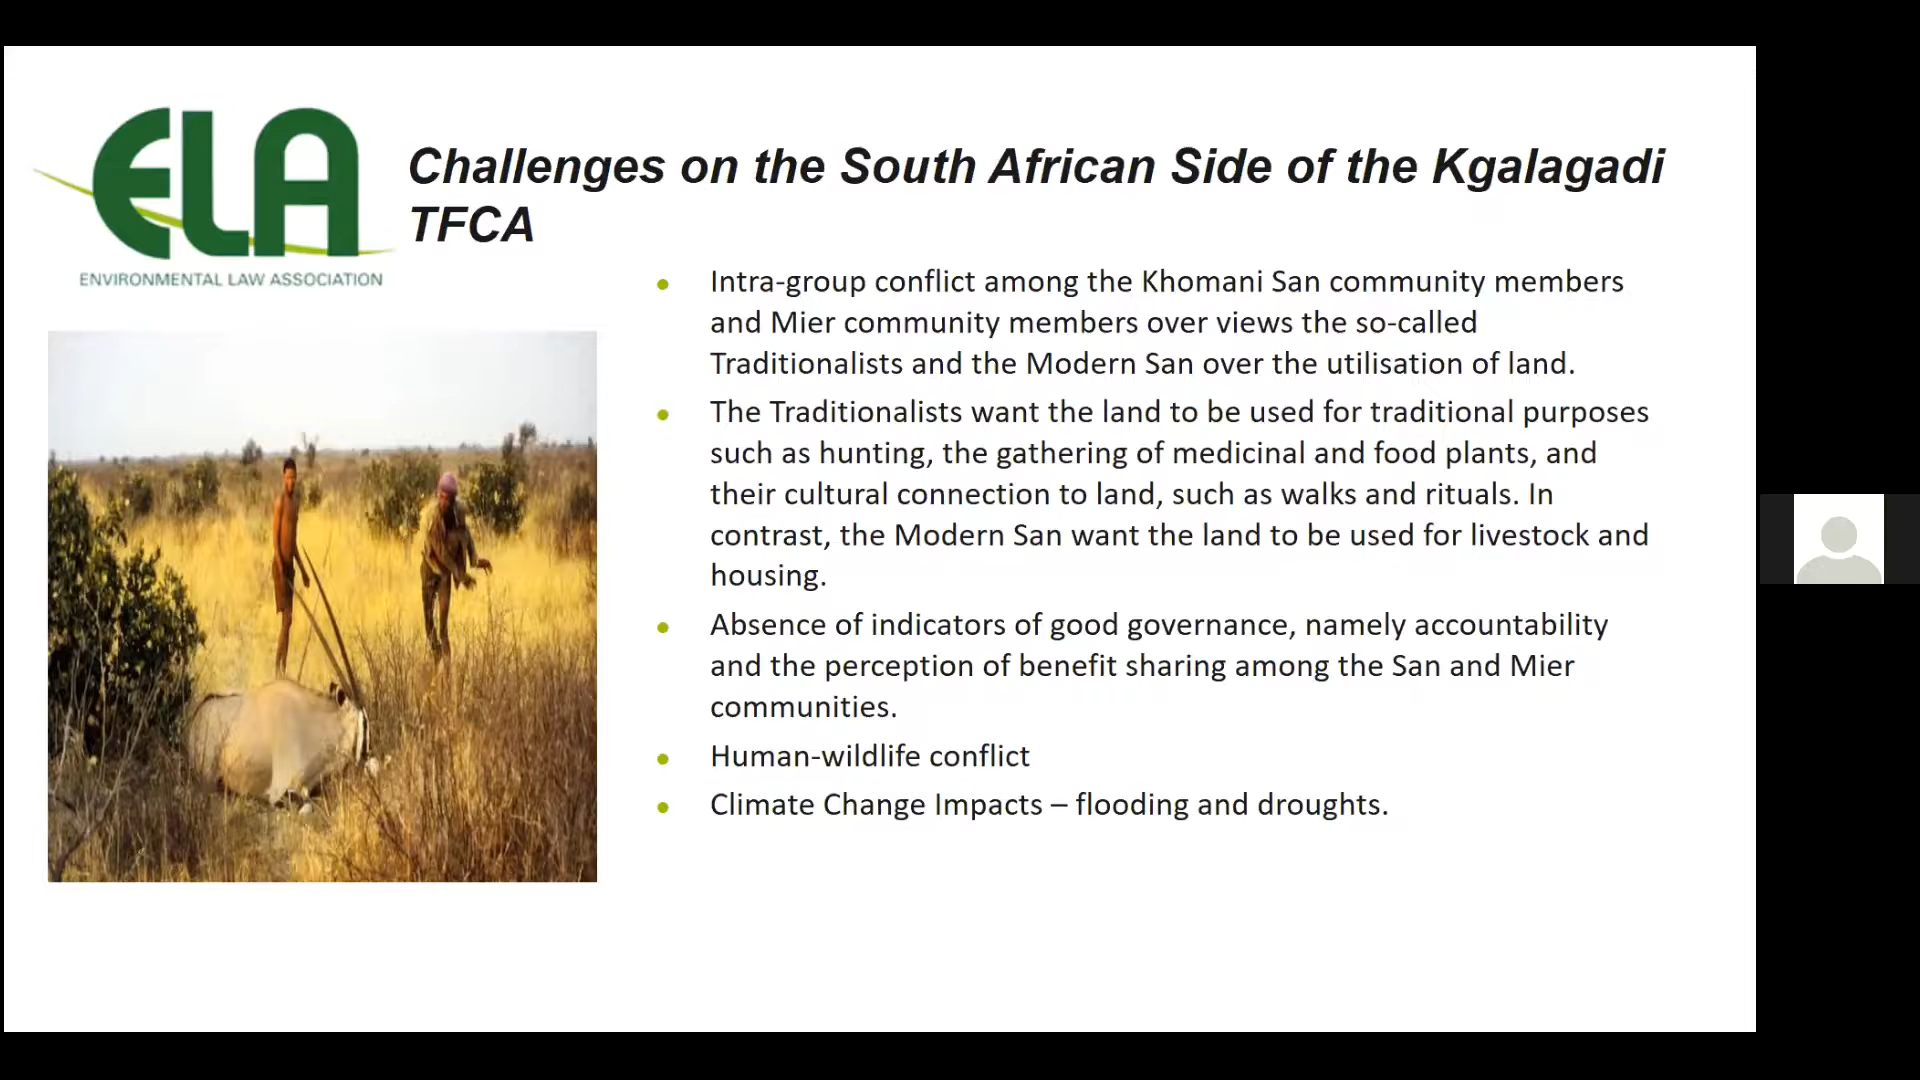 ELA
ENVIRONMENTAL LAW ASSOCIATION
Challenges on the South African Side of the Kgalagadi
TFCA
• Intra-group conflict among the Khomani San community members
and Mier community members over views the so-called
Traditionalists and the Modern San over the utilisation of land.
• The Traditionalists want the land to be used for traditional purposes
such as hunting, the gathering of medicinal and food plants, and
their cultural connection to land, such as walks and rituals. In
contrast, the Modern San want the land to be used for livestock and
housing.
• Absence of indicators of good governance, namely accountability
and the perception of benefit sharing among the San and Mier
communities.
• Human-wildlife conflict
• Climate Change Impacts – flooding and droughts.